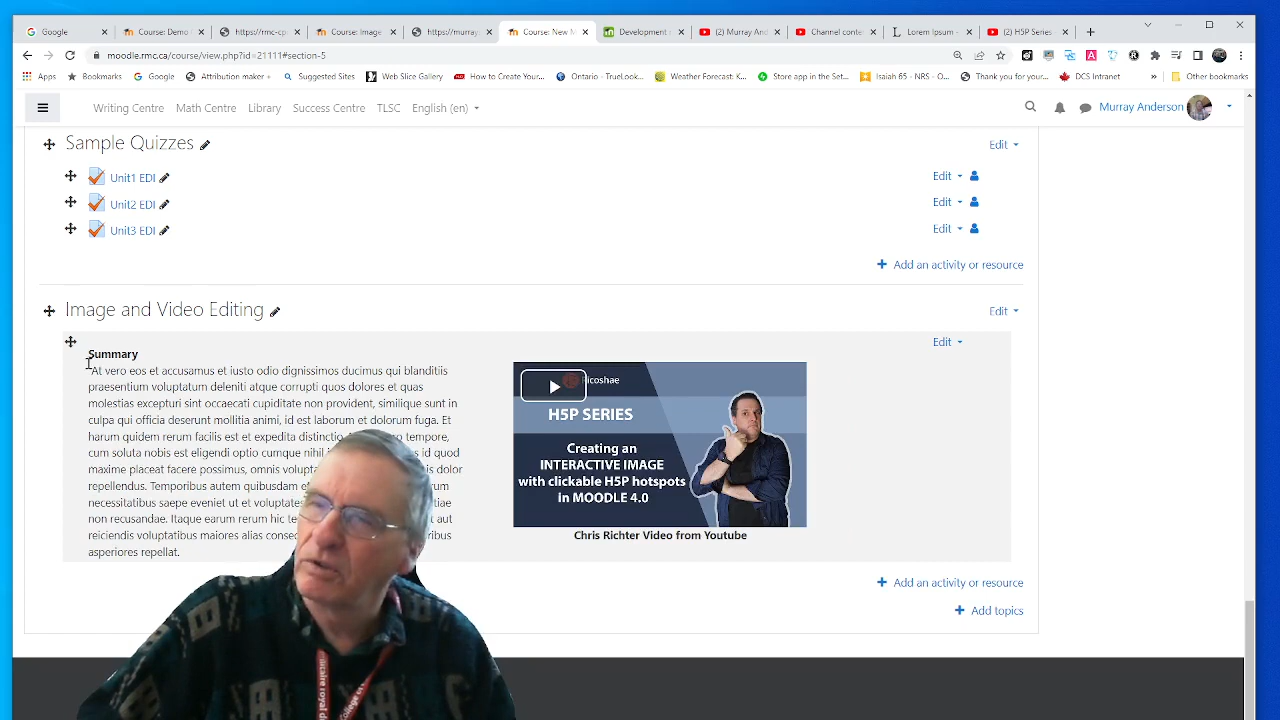 Google
Course: Demo
https://rmc-cp
Course: Image
https://murray
Course: New M
Development
(2) Murray And
Channel conte
Lorem Ipsum -
(2) H5P Series
moodle.rmc.ca/course/view.php?id=21111#section-5
Apps
Bookmarks
Google
Attribution maker +
Suggested Sites
Web Slice Gallery
How to Create Your...
Ontario - TrueLook...
Weather Forecast: K...
Store app in the Set...
Isaiah 65 - NRS - O...
Thank you for your...
DCS Intranet
»
Other bookmarks
Writing Centre
Math Centre
Library
Success Centre
TLSC
English (en)
Murray Anderson
Sample Quizzes
Edit
Unit1 EDI
Edit
Unit2 EDI
Edit
Unit3 EDI
Edit
+ Add an activity or resource
Image and Video Editing
Edit
Edit
Summary
"At vero eos et accusamus et iusto odio dignissimos ducimus qui blanditiis
praesentium voluptatum deleniti atque corrupti quos dolores et quas
molestias excepturi sint occaecati cupiditate non provident, similique sunt in
culpa qui officia deserunt mollitia animi, id est laborum et dolorum fuga. Et
harum quidem rerum facilis est et expedita distinctio. tempore,
cum soluta nobis est eligendi optio cumque nihil id quod
maxime placeat facere possimus, omnis dolor
repellendus. Temporibus autem quibusdam
necessitatibus saepe eveniet ut et
non recusandae. Itaque earum rerum aut
reiciendis voluptatibus maiores alias
asperiores repellat.
Ricoshae
H5P SERIES
Creating an
INTERACTIVE IMAGE
with clickable H5P hotspots
in MOODLE 4.0
Chris Richter Video from Youtube
+ Add an activity or resource
+ Add topics